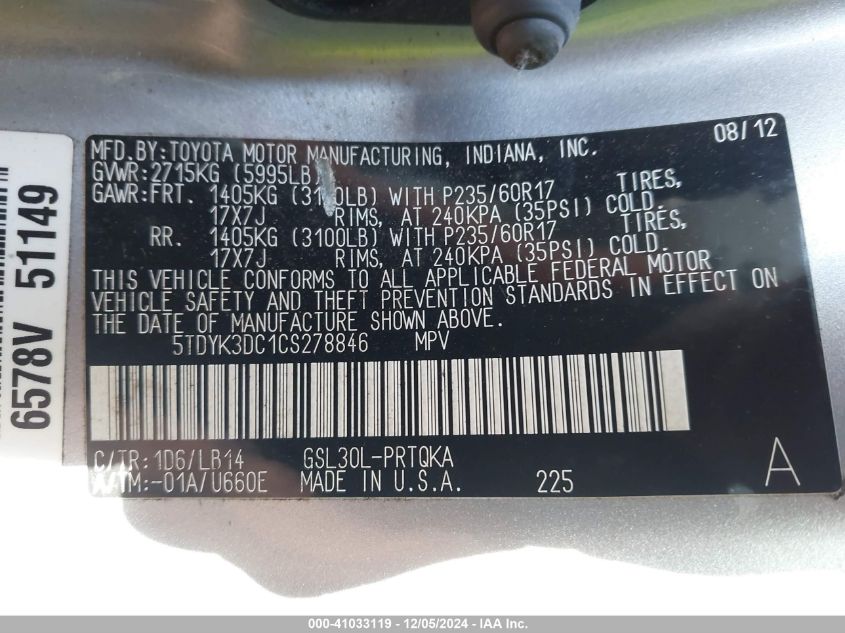 MFD.BY:TOYOTA MOTOR MANUFACTURING, INDIANA, INC. 08/12
GVWR:2715KG (5995LB)
GAWR:FRT. 1405KG (3100LB) WITH P235/60R17 TIRES,
17X7J RIMS, AT 240KPA (35PSI) COLD.
RR. 1405KG (3100LB) WITH P235/60R17 TIRES,
17X7J RIMS, AT 240KPA (35PSI) COLD.
THIS VEHICLE CONFORMS TO ALL APPLICABLE FEDERAL MOTOR
VEHICLE SAFETY AND THEFT PREVENTION STANDARDS IN EFFECT ON
THE DATE OF MANUFACTURE SHOWN ABOVE.
5TDYK3DC1CS278846 MPV
C/TR:1D6/LB14 GSL30L-PRTQKA
A/TM:-01A/U660E MADE IN U.S.A. 225 A
6578V 51149
000-41033119 - 12/05/2024 - IAA Inc.